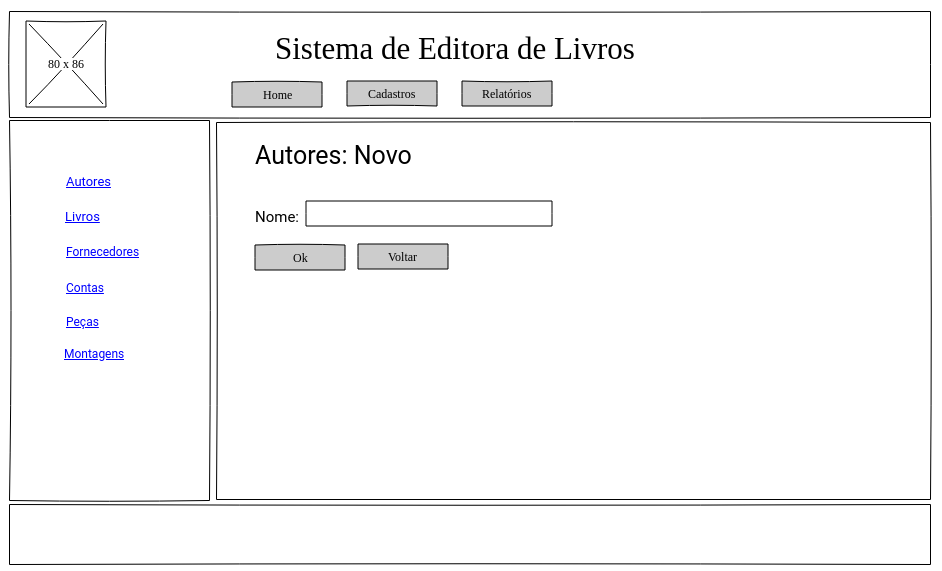 80 x 86
Sistema de Editora de Livros
Home
Cadastros
Relatórios
Autores
Livros
Fornecedores
Contas
Peças
Montagens
Autores: Novo
Nome:
Ok
Voltar